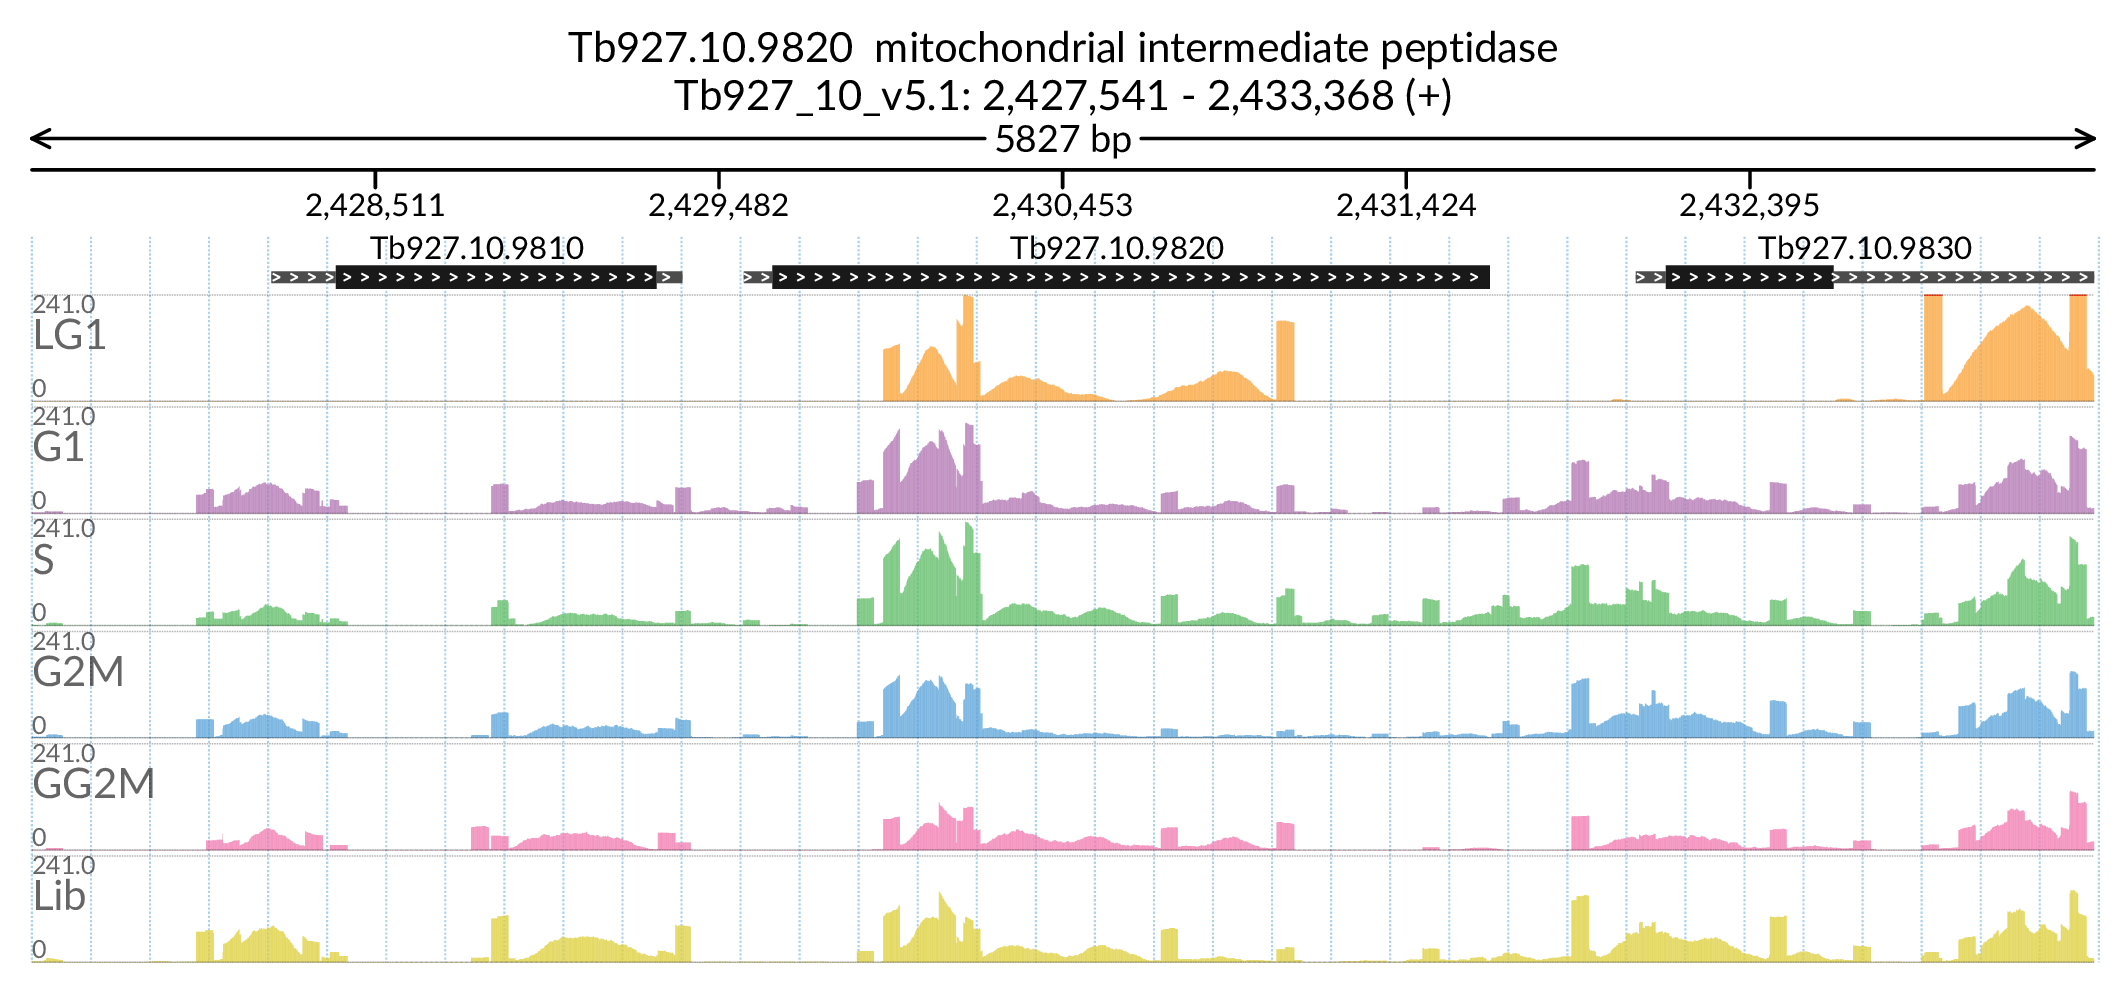 Tb927.10.9820 mitochondrial intermediate peptidase
Tb927_10_v5.1: 2,427,541 - 2,433,368 (+)
5827 bp
2,428,511 2,429,482 2,430,453 2,431,424 2,432,395
Tb927.10.9810 Tb927.10.9820 Tb927.10.9830
241.0
LG1
0
241.0
G1
0
241.0
S
0
241.0
G2M
0
241.0
GG2M
0
241.0
Lib
0